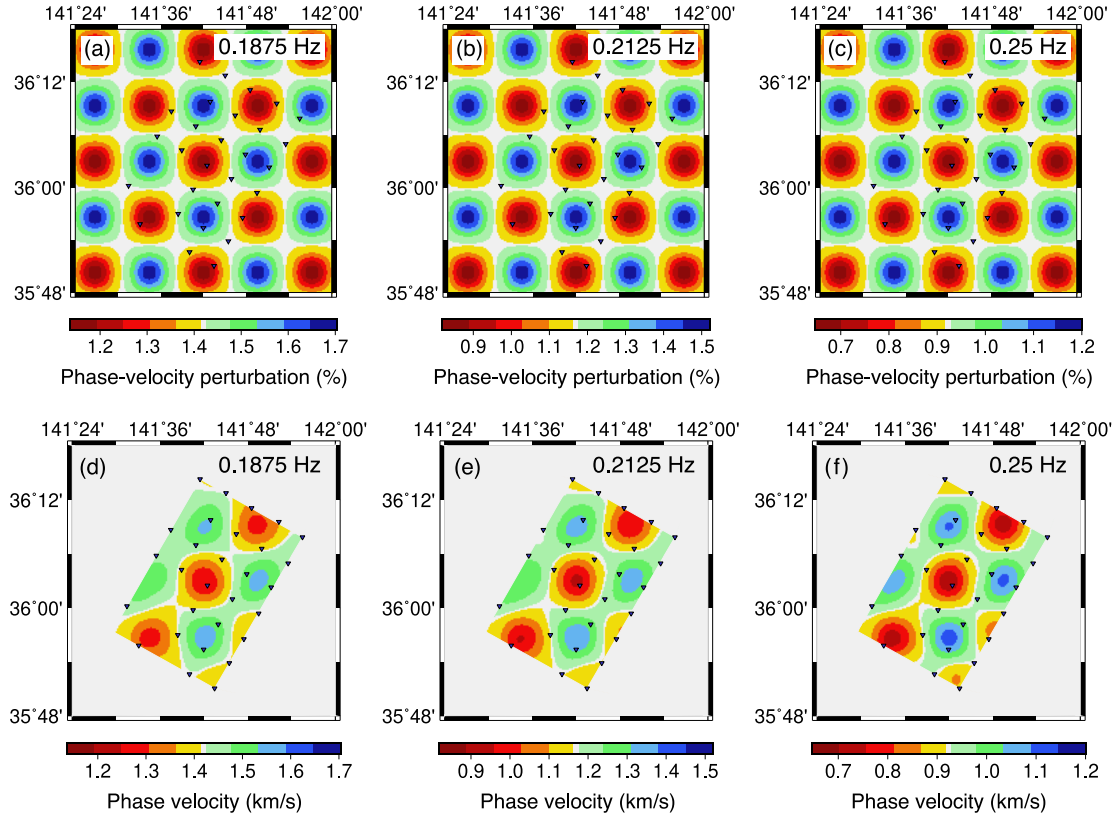 141˚24' 141˚36' 141˚48' 142˚00' 141˚24' 141˚36' 141˚48' 142˚00' 141˚24' 141˚36' 141˚48' 142˚00'
(a) 0.1875 Hz (b) 0.2125 Hz (c) 0.25 Hz
36˚12' 36˚12' 36˚12'
36˚00' 36˚00' 36˚00'
35˚48' 35˚48' 35˚48'
1.2 1.3 1.4 1.5 1.6 1.7 0.9 1.0 1.1 1.2 1.3 1.4 1.5 0.7 0.8 0.9 1.0 1.1 1.2
Phase-velocity perturbation (%) Phase-velocity perturbation (%) Phase-velocity perturbation (%)
141˚24' 141˚36' 141˚48' 142˚00' 141˚24' 141˚36' 141˚48' 142˚00' 141˚24' 141˚36' 141˚48' 142˚00'
(d) 0.1875 Hz (e) 0.2125 Hz (f) 0.25 Hz
36˚12' 36˚12' 36˚12'
36˚00' 36˚00' 36˚00'
35˚48' 35˚48' 35˚48'
1.2 1.3 1.4 1.5 1.6 1.7 0.9 1.0 1.1 1.2 1.3 1.4 1.5 0.7 0.8 0.9 1.0 1.1 1.2
Phase velocity (km/s) Phase velocity (km/s) Phase velocity (km/s)